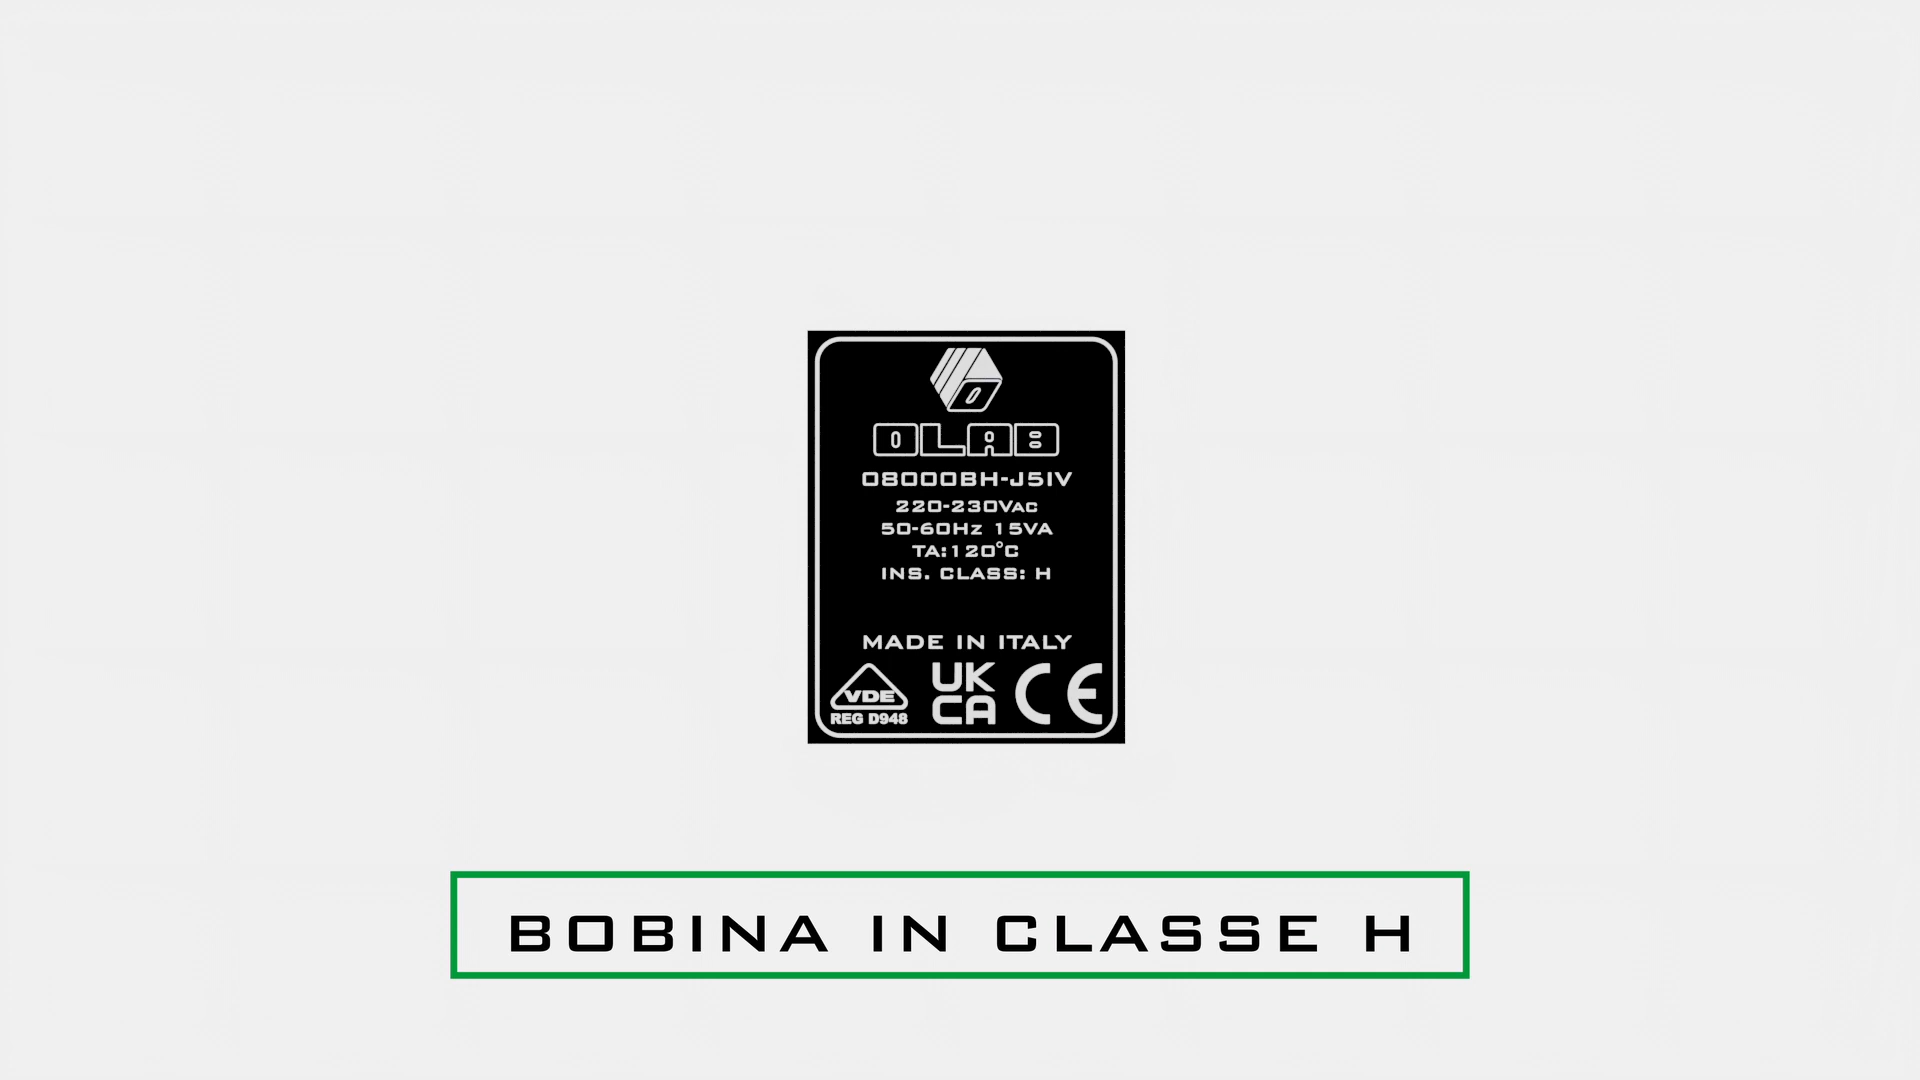 OLAB
08000BH-J5IV
220-230VAC
50-60Hz 15VA
TA:120°C
INS. CLASS: H
MADE IN ITALY
VDE
REG D948
UK
CA
CE
BOBINA IN CLASSE H